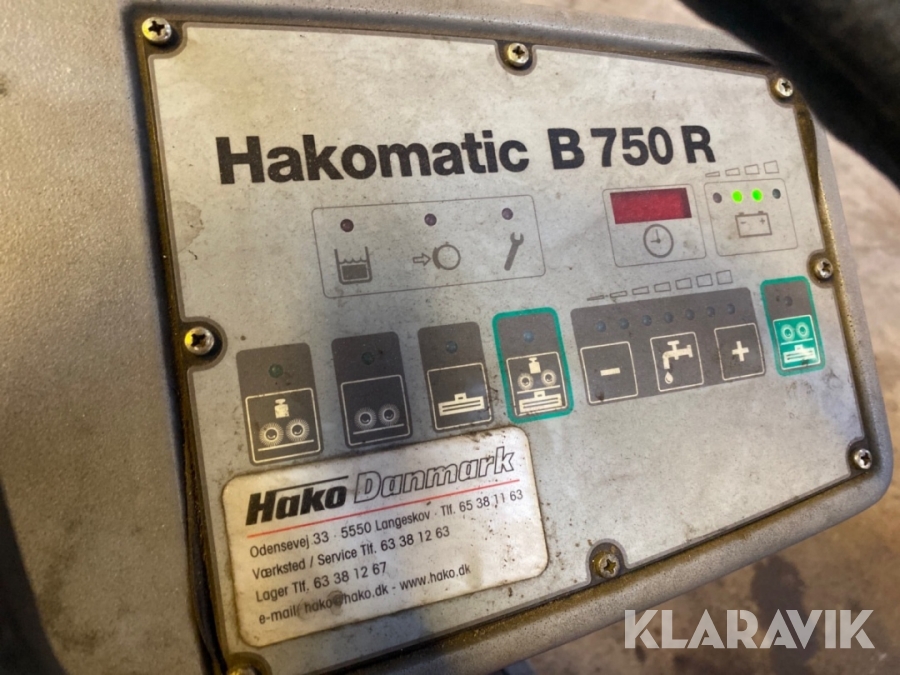 Hakomatic B 750 R
- +
Hako Danmark
Odensevej 33 - 5550 Langeskov - Tlf. 65 38 11 63
Værksted / Service Tlf. 63 38 12 63
Lager Tlf. 63 38 12 67
e-mail: hako@hako.dk - www.hako.dk
KLARAVIK